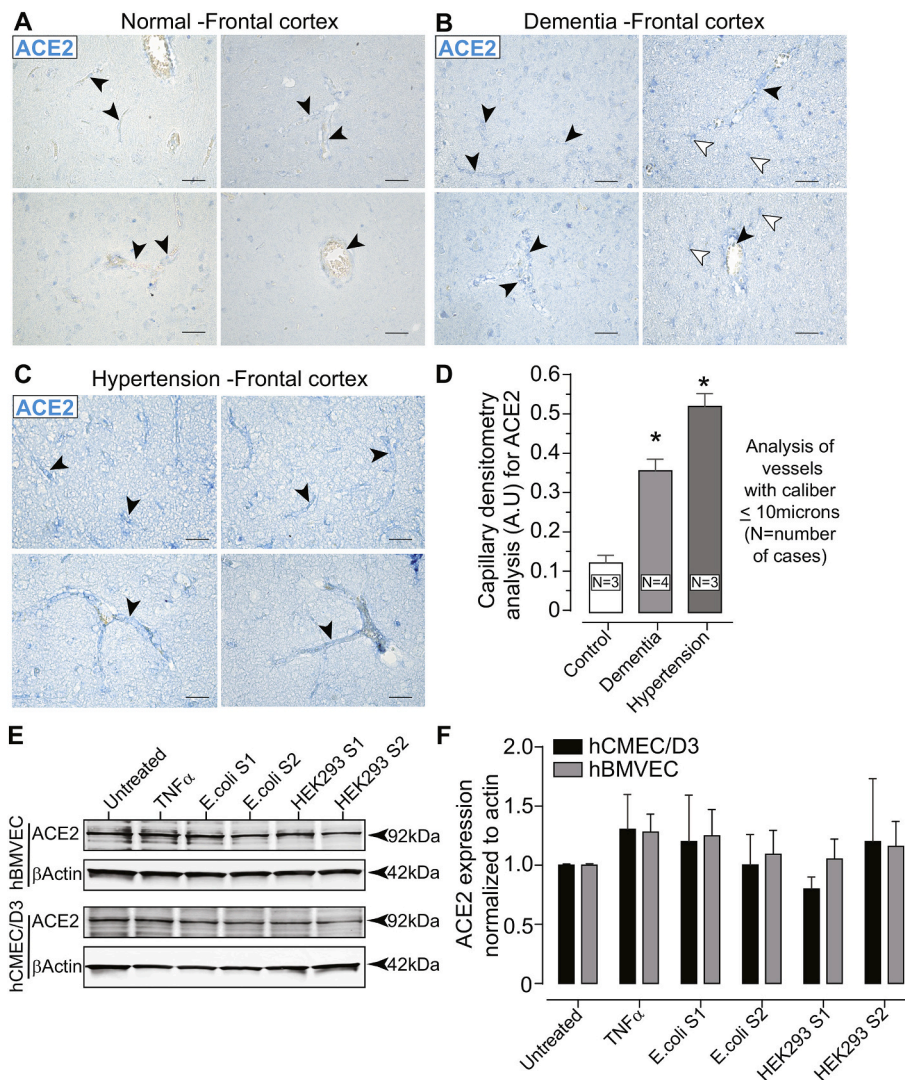 A
Normal -Frontal cortex
ACE2
B
Dementia -Frontal cortex
ACE2
C
Hypertension -Frontal cortex
ACE2
D
Capillary densitometry
analysis (A.U) for ACE2
0.6
0.5
0.4
0.3
0.2
0.1
0
*
*
N=3
N=4
N=3
Control
Dementia
Hypertension
Analysis of
vessels
with caliber
≤ 10microns
(N=number
of cases)
E
Untreated
TNFα
E.coli S1
E.coli S2
HEK293 S1
HEK293 S2
hBMVEC
ACE2
92kDa
βActin
42kDa
hCMEC/D3
ACE2
92kDa
βActin
42kDa
F
hCMEC/D3
hBMVEC
ACE2 expression
normalized to actin
2.0
1.5
1.0
0.5
0
Untreated
TNFα
E.coli S1
E.coli S2
HEK293 S1
HEK293 S2